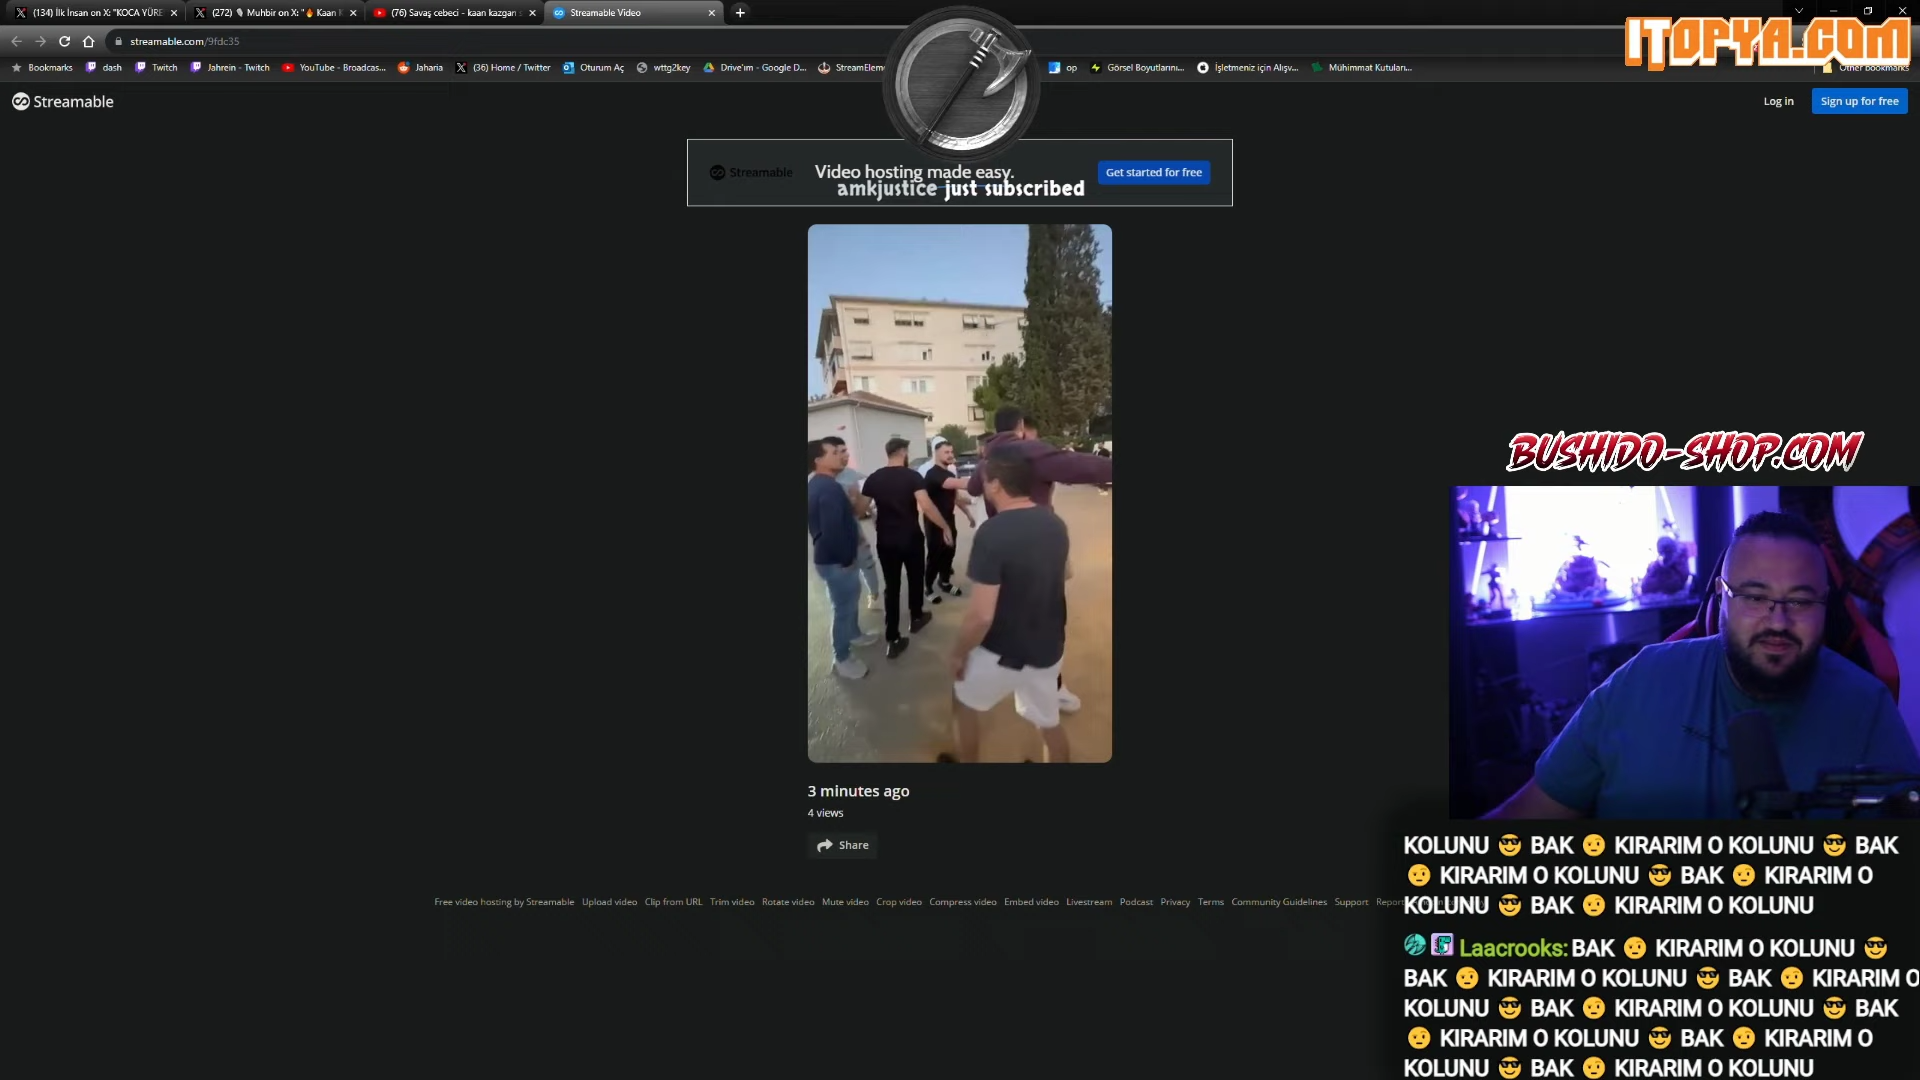 (134) İlk İnsan on X: "KOCA YÜRE
(272) Muhbir on X: "🔥 Kaan K
(76) Savaş cebeci - kaan kazgan s
Streamable Video
streamable.com/9fdc35
ITOPYA.COM
Bookmarks
dash
Twitch
Jahrein - Twitch
YouTube - Broadcas...
Jaharia
(36) Home / Twitter
Oturum Aç
wttg2key
Drive'ım - Google D...
StreamEleme
op
Görsel Boyutlarını...
İşletmeniz için Alışv...
Mühimmat Kutuları...
Other bookmarks
Streamable
Log in
Sign up for free
Streamable
Video hosting made easy.
Get started for free
amkjustice just subscribed
3 minutes ago
4 views
Share
BUSHIDO-SHOP.COM
Free video hosting by Streamable Upload video Clip from URL Trim video Rotate video Mute video Crop video Compress video Embed video Livestream Podcast Privacy Terms Community Guidelines Support Report
KOLUNU 😎 BAK 🤨 KIRARIM O KOLUNU 😎 BAK
🤨 KIRARIM O KOLUNU 😎 BAK 🤨 KIRARIM O
KOLUNU 😎 BAK 🤨 KIRARIM O KOLUNU
Laacrooks: BAK 🤨 KIRARIM O KOLUNU 😎
BAK 🤨 KIRARIM O KOLUNU 😎 BAK 🤨 KIRARIM O
KOLUNU 😎 BAK 🤨 KIRARIM O KOLUNU 😎 BAK
🤨 KIRARIM O KOLUNU 😎 BAK 🤨 KIRARIM O
KOLUNU 😎 BAK 🤨 KIRARIM O KOLUNU